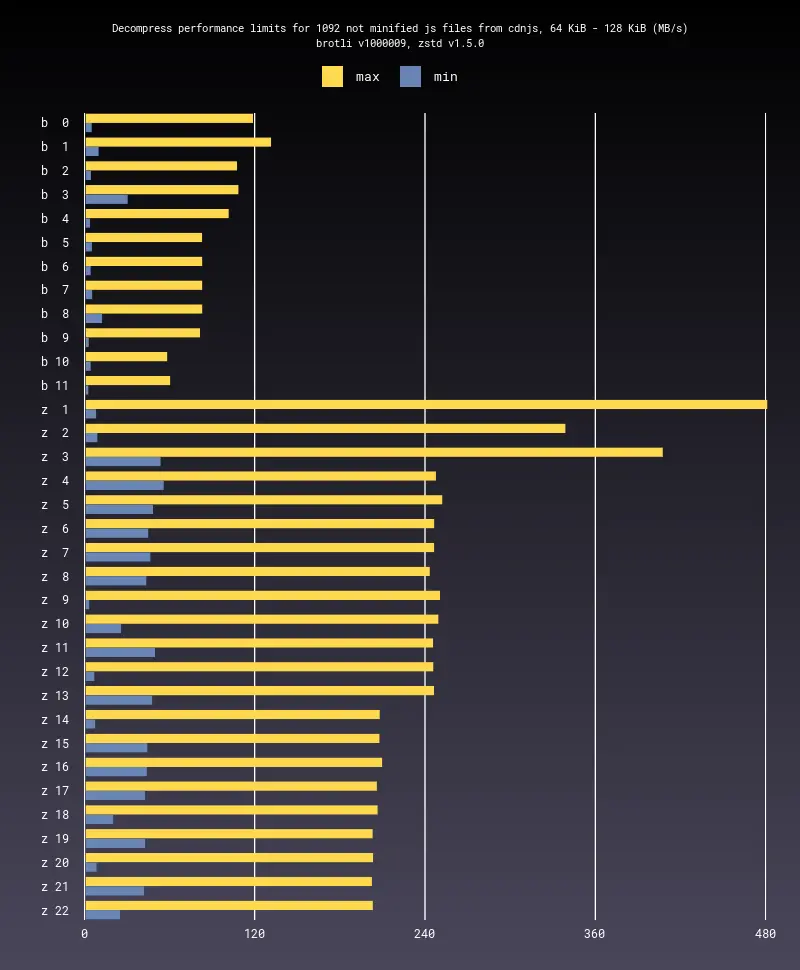 Decompress performance limits for 1092 not minified js files from cdnjs, 64 KiB - 128 KiB (MB/s)
brotli v1000009, zstd v1.5.0
max min
b 0
b 1
b 2
b 3
b 4
b 5
b 6
b 7
b 8
b 9
b 10
b 11
z 1
z 2
z 3
z 4
z 5
z 6
z 7
z 8
z 9
z 10
z 11
z 12
z 13
z 14
z 15
z 16
z 17
z 18
z 19
z 20
z 21
z 22
0 120 240 360 480